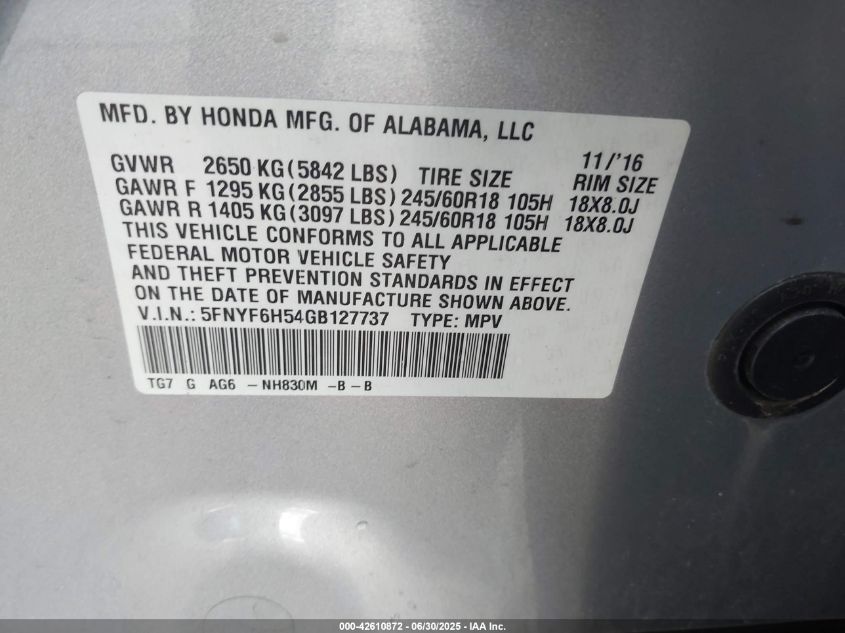 MFD. BY HONDA MFG. OF ALABAMA, LLC
11/'16
GVWR 2650 KG (5842 LBS) TIRE SIZE RIM SIZE
GAWR F 1295 KG (2855 LBS) 245/60R18 105H 18X8.0J
GAWR R 1405 KG (3097 LBS) 245/60R18 105H 18X8.0J
THIS VEHICLE CONFORMS TO ALL APPLICABLE
FEDERAL MOTOR VEHICLE SAFETY
AND THEFT PREVENTION STANDARDS IN EFFECT
ON THE DATE OF MANUFACTURE SHOWN ABOVE.
V.I.N.: 5FNYF6H54GB127737 TYPE: MPV
TG7 G AG6 - NH830M - B - B
000-42610872 - 06/30/2025 - IAA Inc.